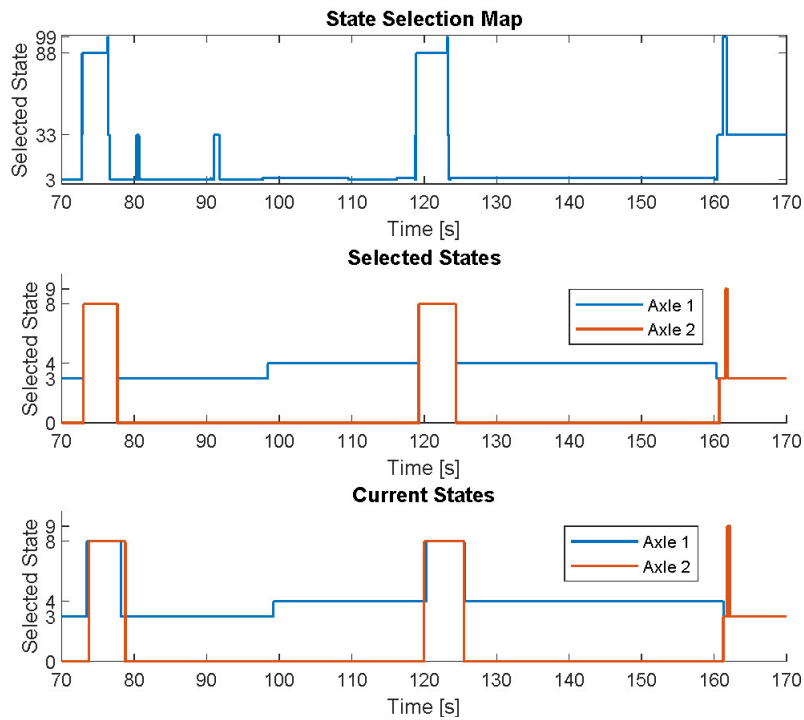 State Selection Map
99
88
33
3
Selected State
70 80 90 100 110 120 130 140 150 160 170
Time [s]
Selected States
9
8
4
3
0
Selected State
Axle 1
Axle 2
70 80 90 100 110 120 130 140 150 160 170
Time [s]
Current States
9
8
4
3
0
Selected State
Axle 1
Axle 2
70 80 90 100 110 120 130 140 150 160 170
Time [s]